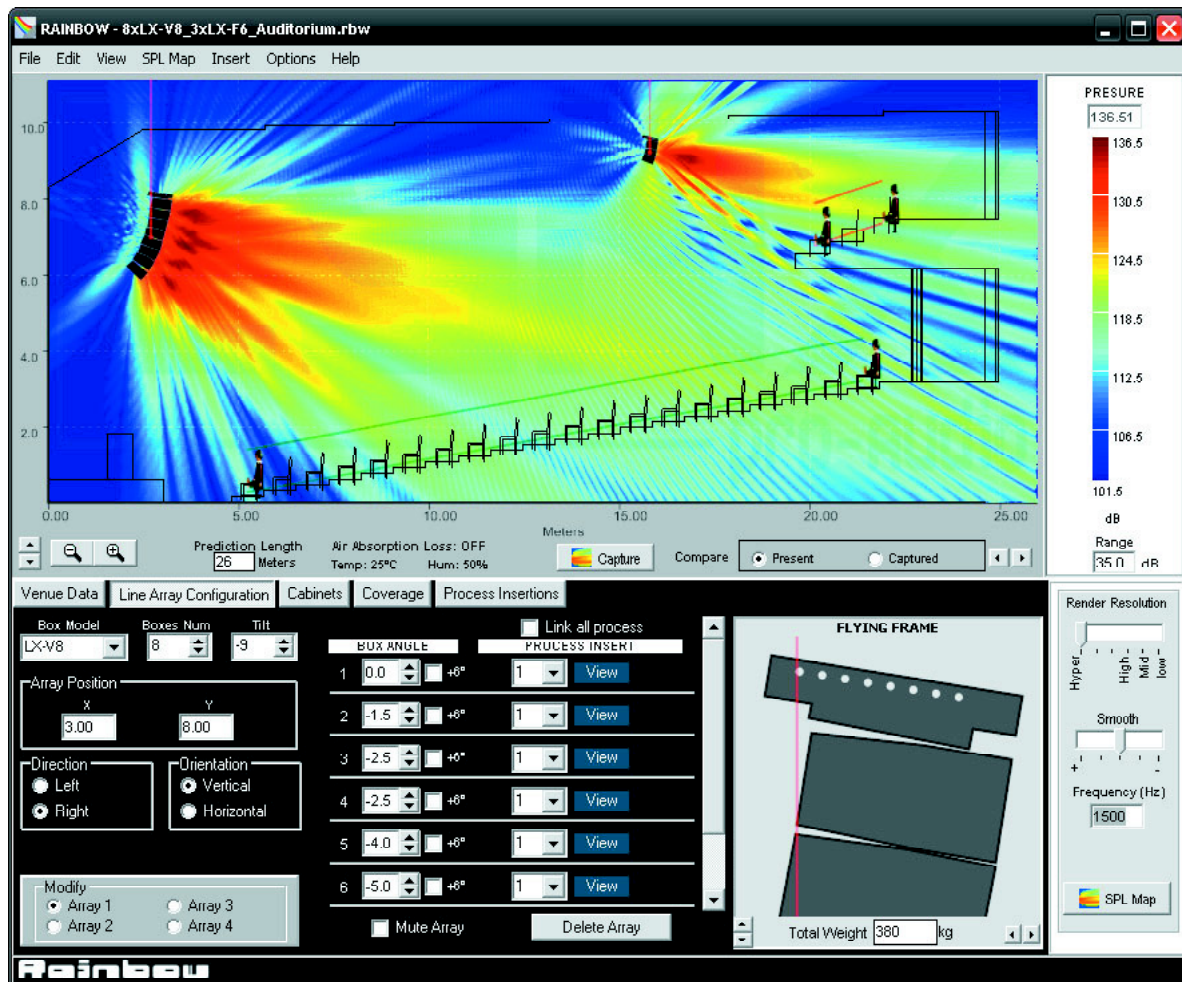 RAINBOW - 8xLX-V8_3xLX-F6_Auditorium.rbw
File Edit View SPL Map Insert Options Help
PRESURE
136.51
136.5
130.5
124.5
118.5
112.5
106.5
101.5
dB
Range
35.0 dB
10.0
8.0
6.0
4.0
2.0
0.00 5.00 10.00 15.00 20.00 25.00
Meters
Prediction Length
26 Meters
Air Absorption Loss: OFF
Temp: 25ºC Hum: 50%
Capture
Compare
Present Captured
Venue Data Line Array Configuration Cabinets Coverage Process Insertions
Box Model Boxes Num Tilt
LX-V8 8 -9
Array Position
X Y
3.00 8.00
Direction
Left
Right
Orientation
Vertical
Horizontal
Modify
Array 1 Array 3
Array 2 Array 4
Link all process
BOX ANGLE PROCESS INSERT
1 0.0 +6º 1 View
2 -1.5 +6º 1 View
3 -2.5 +6º 1 View
4 -2.5 +6º 1 View
5 -4.0 +6º 1 View
6 -5.0 +6º 1 View
Mute Array Delete Array
FLYING FRAME
Total Weight 380 kg
Render Resolution
Hyper High Mid low
Smooth
+ -
Frequency (Hz)
1500
SPL Map
Rainbow